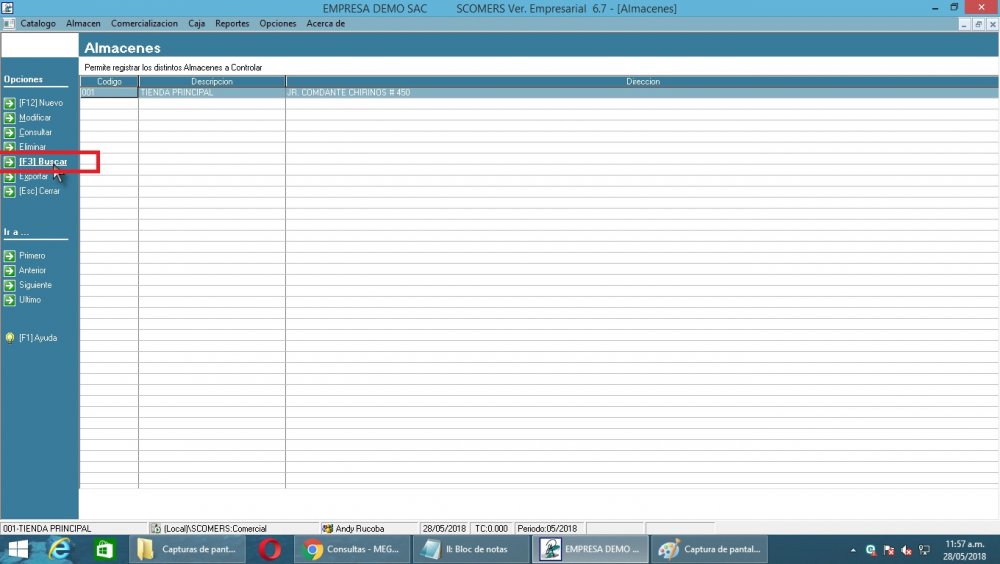 EMPRESA DEMO SAC SCOMERS Ver. Empresarial 6.7 - [Almacenes]
Catalogo Almacen Comercializacion Caja Reportes Opciones Acerca de
Almacenes
Permite registrar los distintos Almacenes a Controlar
Opciones
[F12] Nuevo
Modificar
Consultar
Eliminar
[F3] Buscar
Exportar
[Esc] Cerrar
Ir a ...
Primero
Anterior
Siguiente
Ultimo
[F1] Ayuda
Codigo Descripcion Direccion
001 TIENDA PRINCIPAL JR. COMDANTE CHIRINOS # 450
001-TIENDA PRINCIPAL (Local)\SCOMERS:Comercial Andy Rucoba 28/05/2018 TC:0.000 Periodo:05/2018
Capturas de pant... Consultas - MEG... II: Bloc de notas EMPRESA DEMO ... Captura de pantal...
11:57 a.m.
28/05/2018